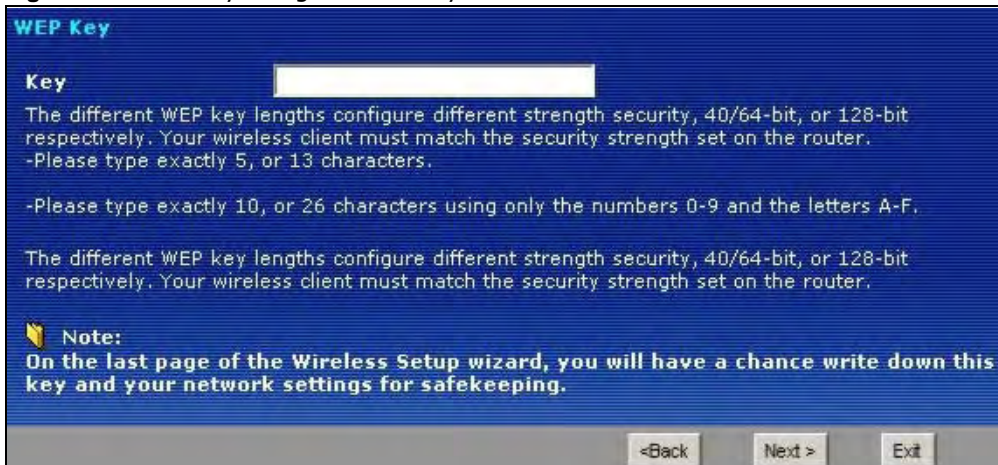 WEP Key
Key
The different WEP key lengths configure different strength security, 40/64-bit, or 128-bit
respectively. Your wireless client must match the security strength set on the router.
-Please type exactly 5, or 13 characters.
-Please type exactly 10, or 26 characters using only the numbers 0-9 and the letters A-F.
The different WEP key lengths configure different strength security, 40/64-bit, or 128-bit
respectively. Your wireless client must match the security strength set on the router.
Note:
On the last page of the Wireless Setup wizard, you will have a chance write down this
key and your network settings for safekeeping.
<Back Next > Exit